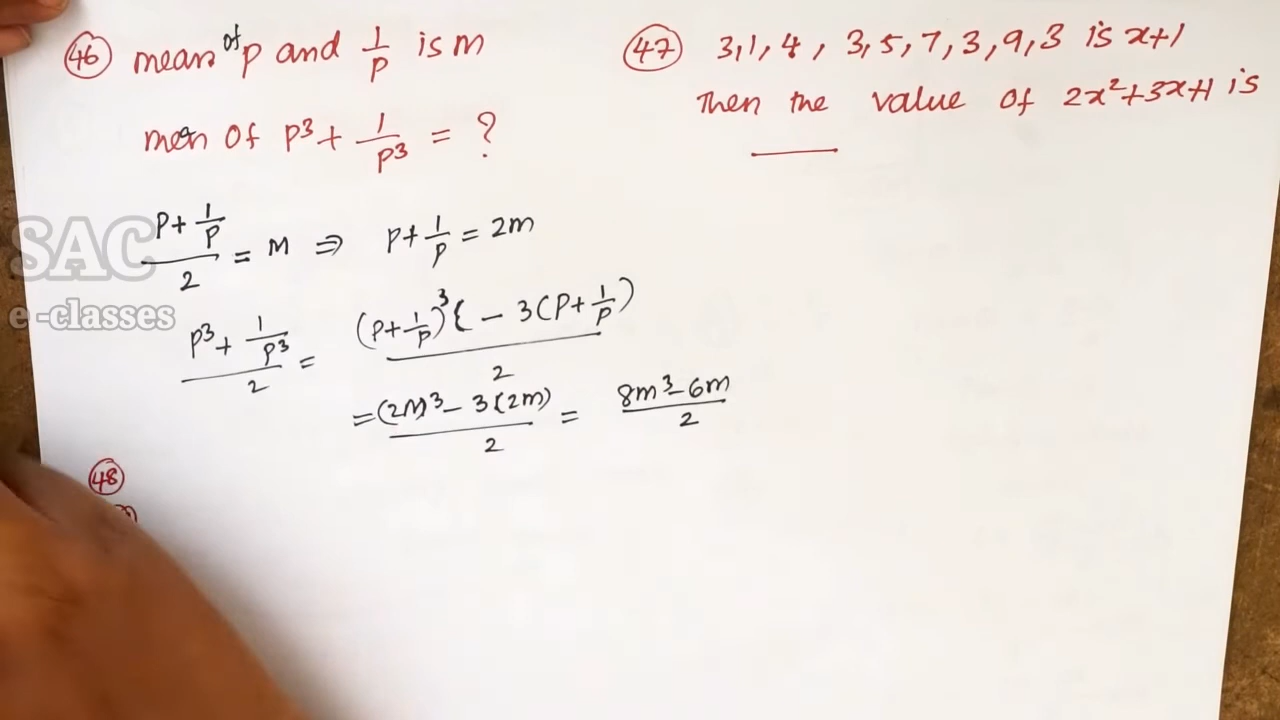 46 mean of p and 1/p is m
mean of p³ + 1/p³ = ?
(p + 1/p)/2 = m ⇒ p + 1/p = 2m
(p³ + 1/p³)/2 = ((p + 1/p)³ { − 3(p + 1/p))/2
= ((2m)³ − 3(2m))/2 = (8m³ − 6m)/2
48
47 3,1,4, 3,5,7,3,9,3 is x+1
Then the value of 2x²+3x+1 is
SAC
e-classes